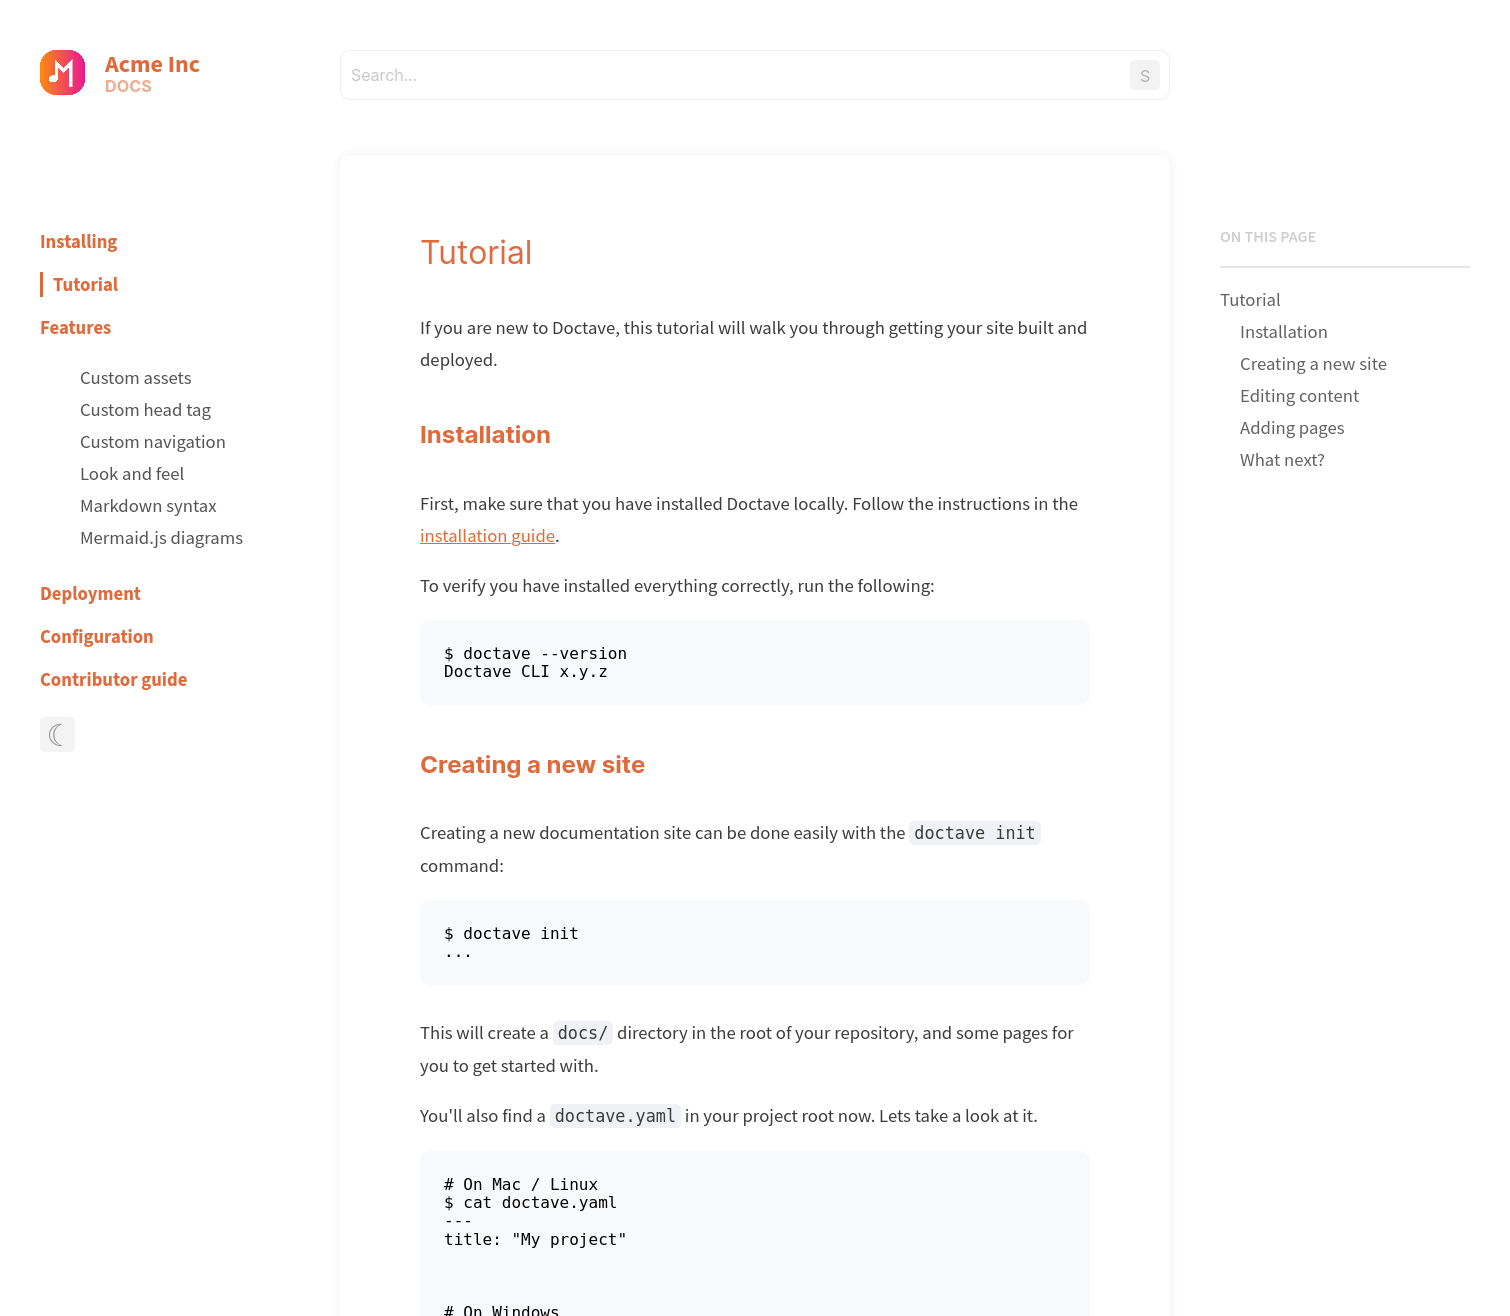 Acme Inc
DOCS
Search...
S
Installing
Tutorial
Features
Custom assets
Custom head tag
Custom navigation
Look and feel
Markdown syntax
Mermaid.js diagrams
Deployment
Configuration
Contributor guide
Tutorial
If you are new to Doctave, this tutorial will walk you through getting your site built and
deployed.
Installation
First, make sure that you have installed Doctave locally. Follow the instructions in the
installation guide.
To verify you have installed everything correctly, run the following:
$ doctave --version
Doctave CLI x.y.z
Creating a new site
Creating a new documentation site can be done easily with the doctave init
command:
$ doctave init
...
This will create a docs/ directory in the root of your repository, and some pages for
you to get started with.
You'll also find a doctave.yaml in your project root now. Lets take a look at it.
# On Mac / Linux
$ cat doctave.yaml
---
title: "My project"
# On Windows
ON THIS PAGE
Tutorial
Installation
Creating a new site
Editing content
Adding pages
What next?